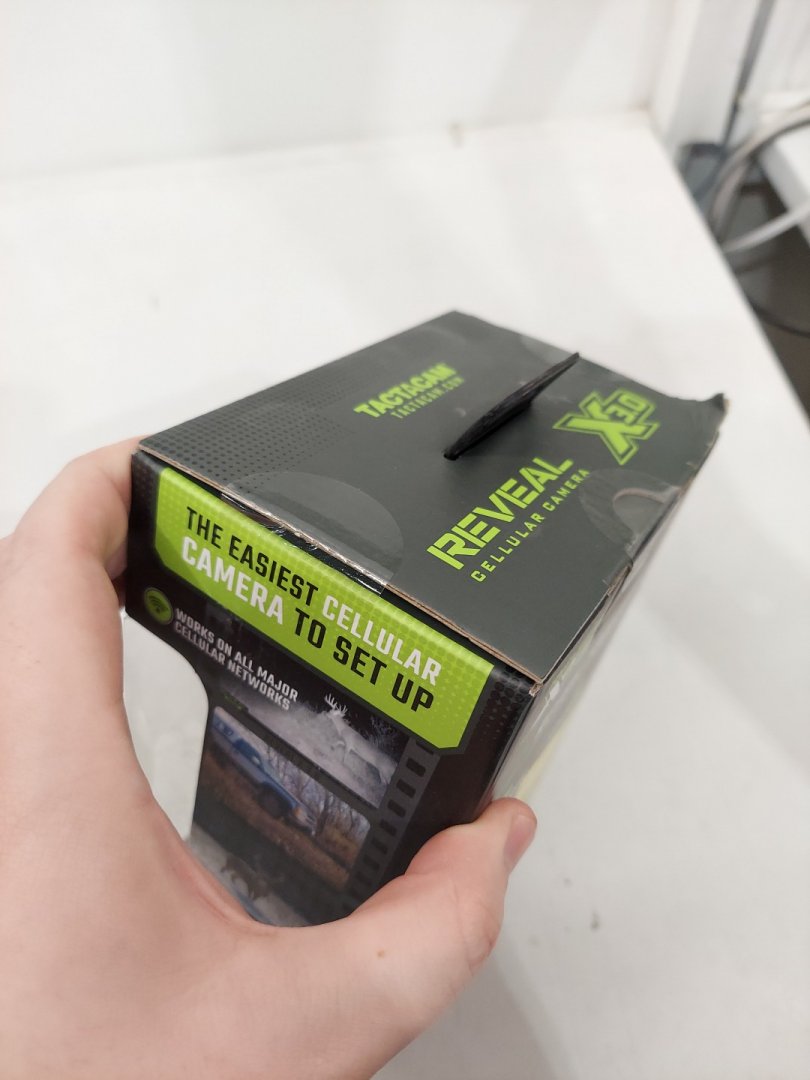 TACTACAM
TACTACAM.COM
REVEAL
CELLULAR CAMERA
X3.0
THE EASIEST CELLULAR
CAMERA TO SET UP
WORKS ON ALL MAJOR
CELLULAR NETWORKS